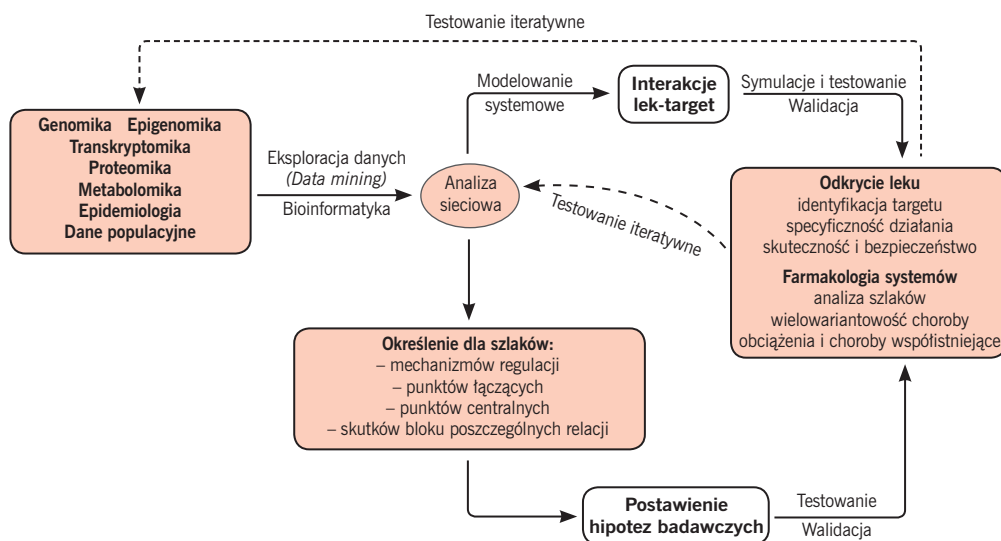 Testowanie iteratywne
Genomika Epigenomika
Transkryptomika
Proteomika
Metabolomika
Epidemiologia
Dane populacyjne
Eksploracja danych
(Data mining)
Bioinformatyka
Analiza
sieciowa
Modelowanie
systemowe
Interakcje
lek-target
Symulacje i testowanie
Walidacja
Testowanie iteratywne
Odkrycie leku
identyfikacja targetu
specyficzność działania
skuteczność i bezpieczeństwo
Farmakologia systemów
analiza szlaków
wielowariantowość choroby
obciążenia i choroby współistniejące
Określenie dla szlaków:
– mechanizmów regulacji
– punktów łączących
– punktów centralnych
– skutków bloku poszczególnych relacji
Postawienie
hipotez badawczych
Testowanie
Walidacja